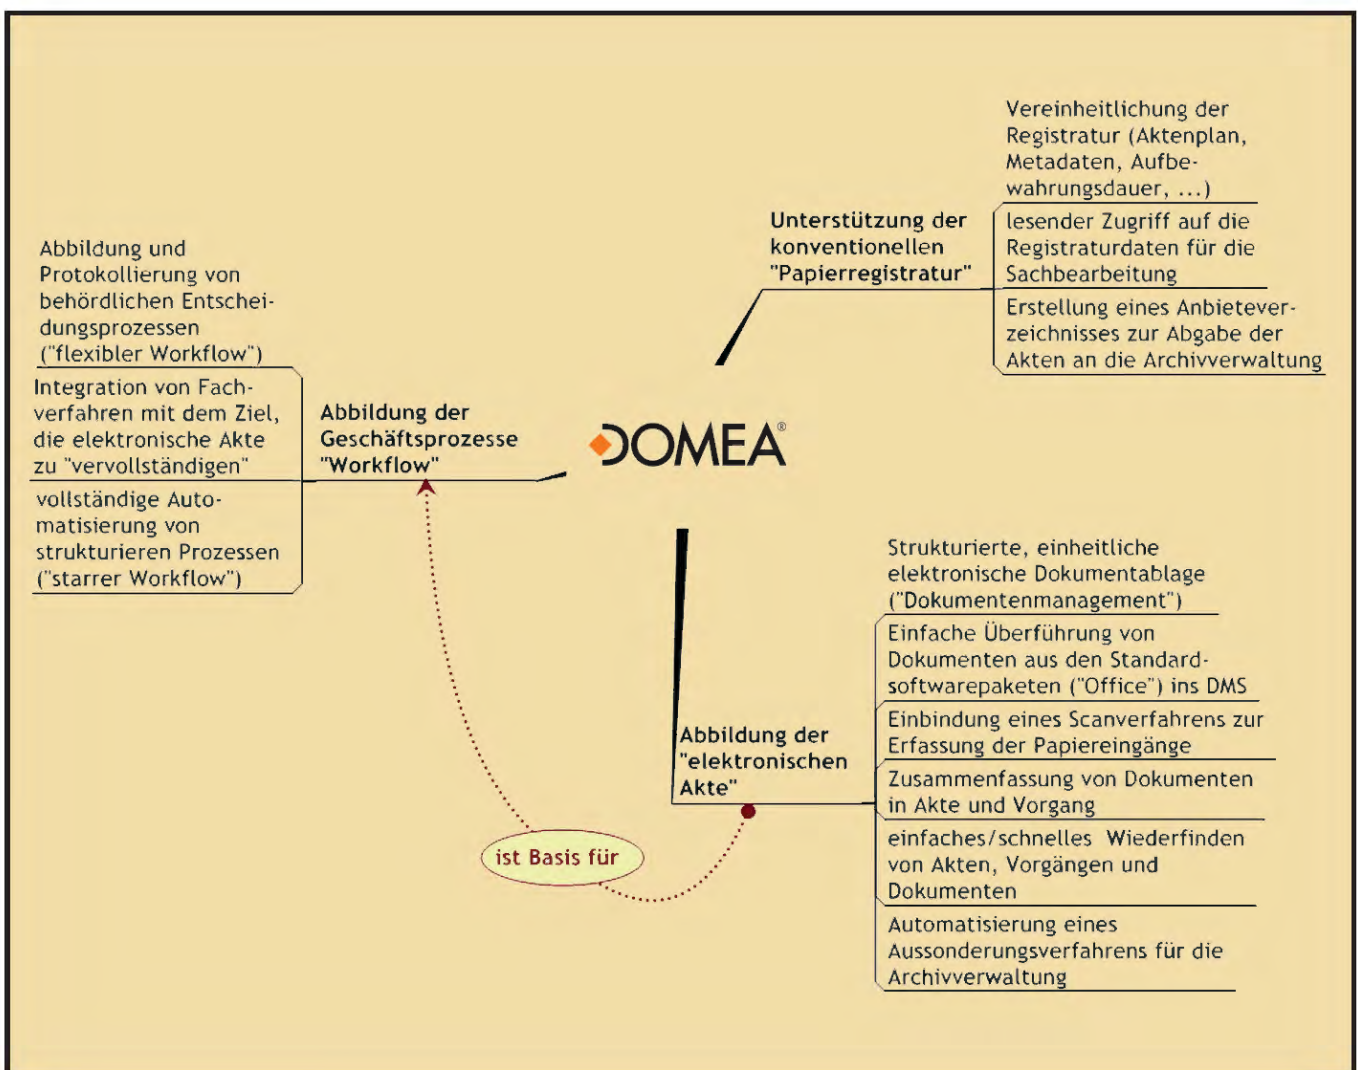 Vereinheitlichung der
Registratur (Aktenplan,
Metadaten, Aufbe-
wahrungsdauer, ...)
Unterstützung der
konventionellen
"Papierregistratur"
lesender Zugriff auf die
Registraturdaten für die
Sachbearbeitung
Erstellung eines Anbietever-
zeichnisses zur Abgabe der
Akten an die Archivverwaltung
Abbildung und
Protokollierung von
behördlichen Entschei-
dungsprozessen
("flexibler Workflow")
Integration von Fach-
verfahren mit dem Ziel,
die elektronische Akte
zu "vervollständigen"
vollständige Auto-
matisierung von
strukturieren Prozessen
("starrer Workflow")
Abbildung der
Geschäftsprozesse
"Workflow"
DOMEA®
Strukturierte, einheitliche
elektronische Dokumentablage
("Dokumentenmanagement")
Einfache Überführung von
Dokumenten aus den Standard-
softwarepaketen ("Office") ins DMS
Einbindung eines Scanverfahrens zur
Erfassung der Papiereingänge
Abbildung der
"elektronischen
Akte"
Zusammenfassung von Dokumenten
in Akte und Vorgang
einfaches/schnelles Wiederfinden
von Akten, Vorgängen und
Dokumenten
Automatisierung eines
Aussonderungsverfahrens für die
Archivverwaltung
ist Basis für